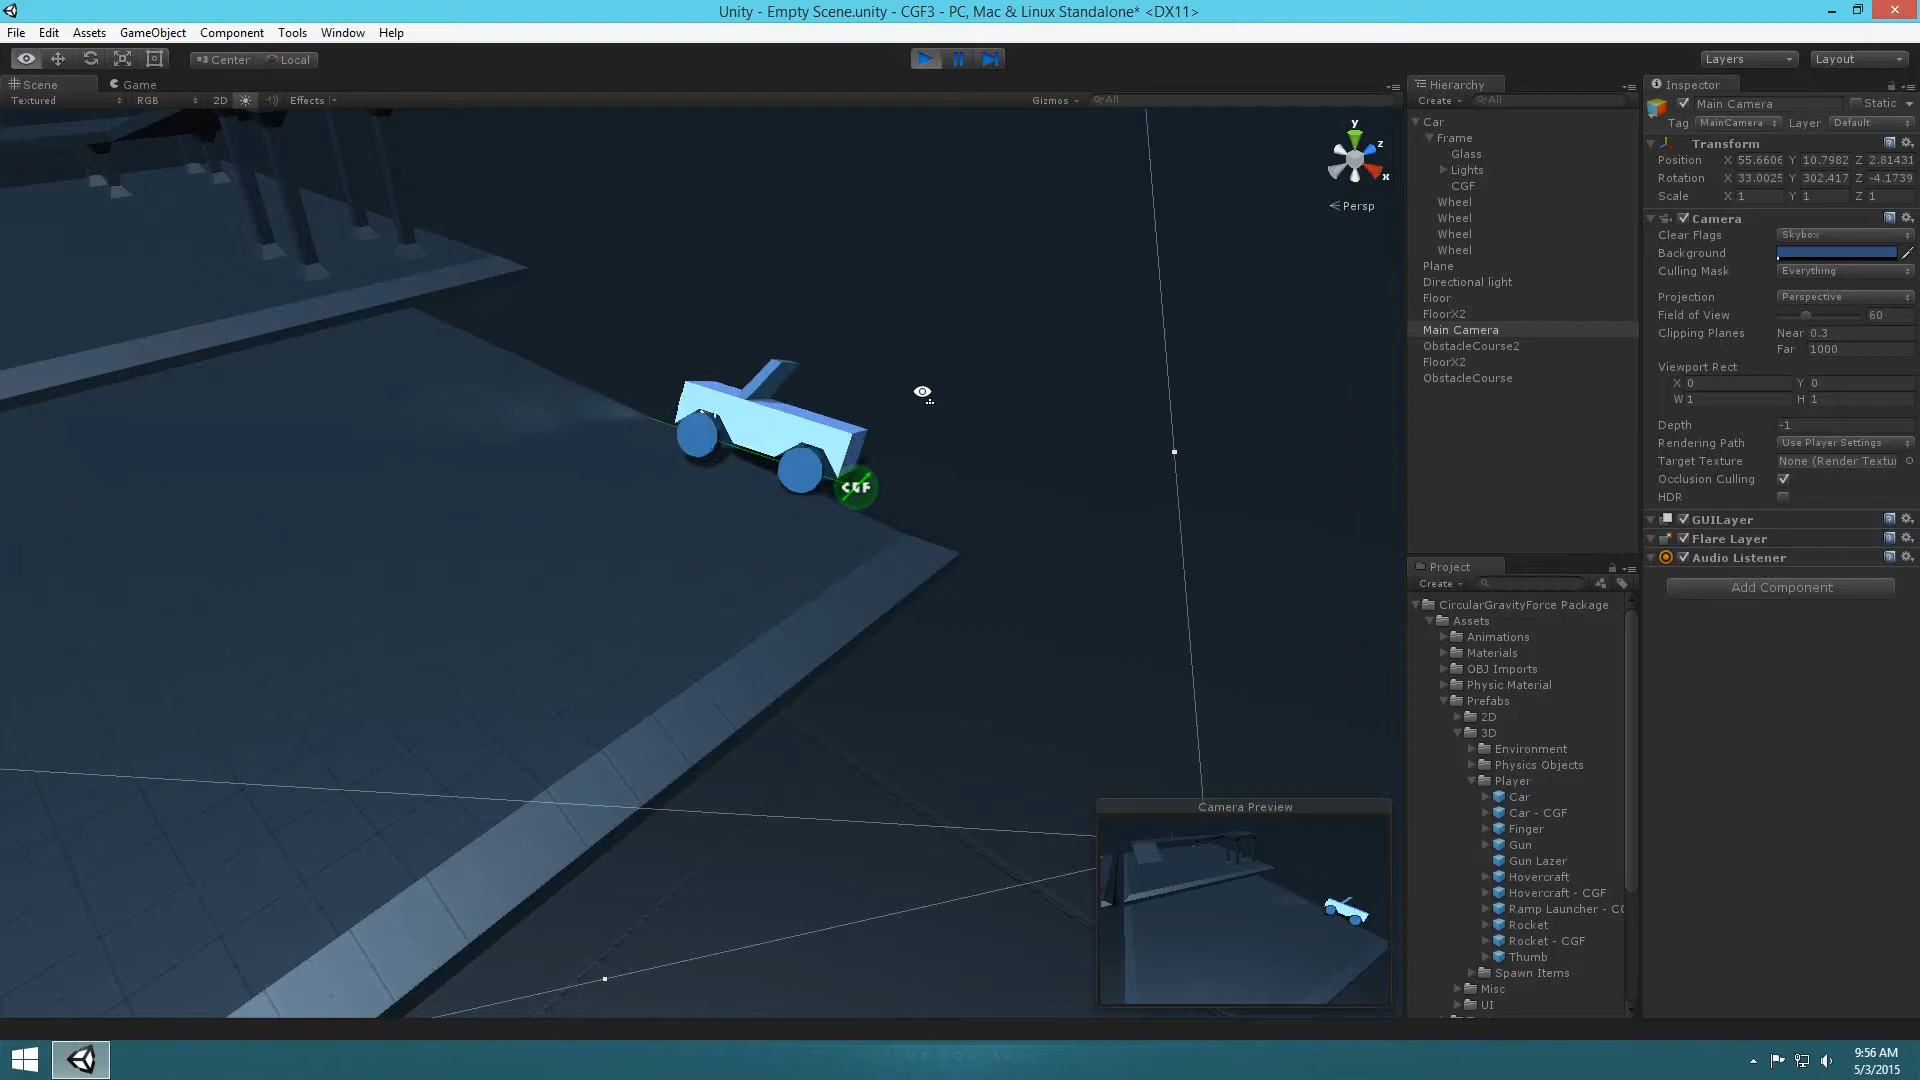 Unity - Empty Scene.unity - CGF3 - PC, Mac & Linux Standalone* <DX11>
File Edit Assets GameObject Component Tools Window Help
Center Local
Layers Layout
Scene Game
Textured RGB 2D Effects Gizmos All
y
z
x
Persp
CGF
Camera Preview
Hierarchy
Create All
Car
Frame
Glass
Lights
CGF
Wheel
Wheel
Wheel
Wheel
Plane
Directional light
Floor
FloorX2
Main Camera
ObstacleCourse2
FloorX2
ObstacleCourse
Project
Create
CircularGravityForce Package
Assets
Animations
Materials
OBJ Imports
Physic Material
Prefabs
2D
3D
Environment
Physics Objects
Player
Car
Car - CGF
Finger
Gun
Gun Lazer
Hovercraft
Hovercraft - CGF
Ramp Launcher - CG
Rocket
Rocket - CGF
Thumb
Spawn Items
Misc
UI
Inspector
Main Camera Static
Tag MainCamera Layer Default
Transform
Position X 55.6606 Y 10.7982 Z 2.81431
Rotation X 33.0025 Y 302.417 Z -4.1739
Scale X 1 Y 1 Z 1
Camera
Clear Flags Skybox
Background
Culling Mask Everything
Projection Perspective
Field of View 60
Clipping Planes Near 0.3
Far 1000
Viewport Rect
X 0 Y 0
W 1 H 1
Depth -1
Rendering Path Use Player Settings
Target Texture None (Render Textu
Occlusion Culling
HDR
GUILayer
Flare Layer
Audio Listener
Add Component
9:56 AM
5/3/2015